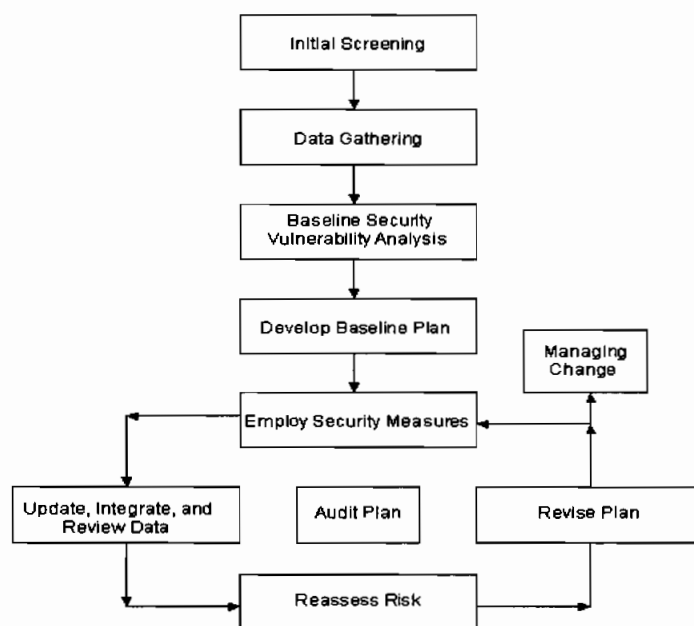 Initial Screening
Data Gathering
Baseline Security
Vulnerability Analysis
Develop Baseline Plan
Managing
Change
Employ Security Measures
Update, Integrate, and
Review Data
Audit Plan
Revise Plan
Reassess Risk